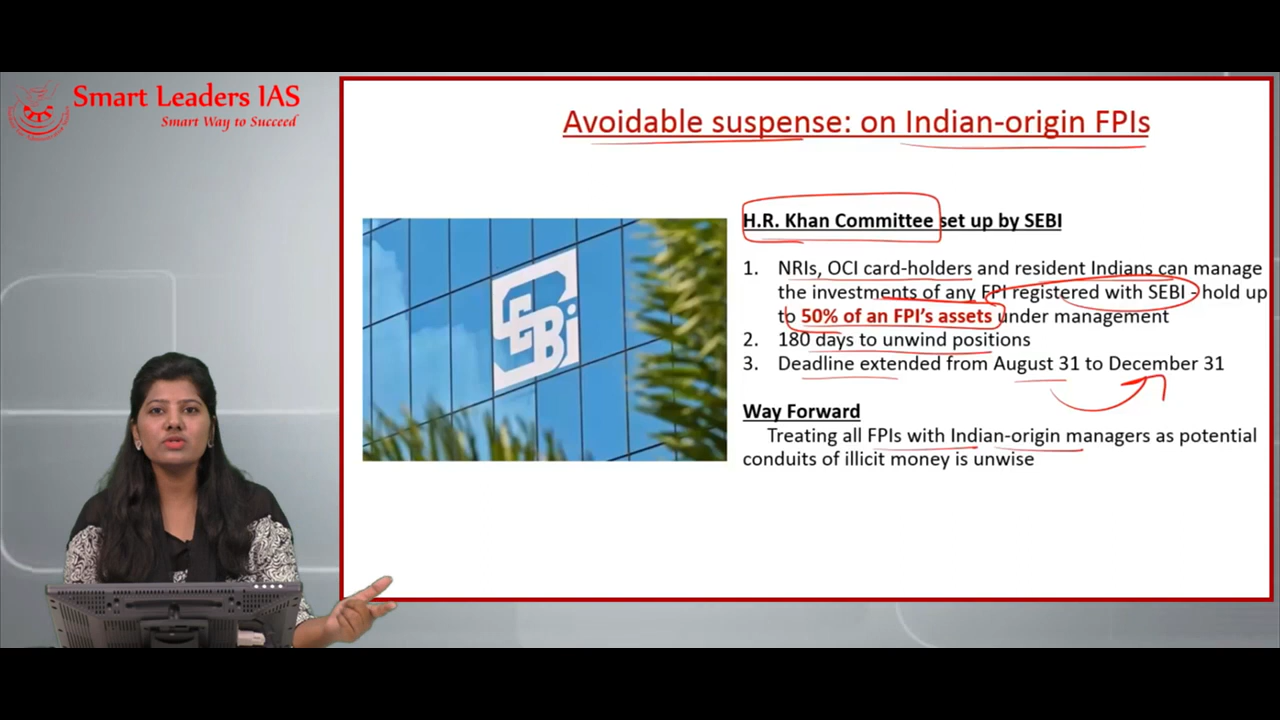 Smart Leaders IAS
Smart Way to Succeed
Avoidable suspense: on Indian-origin FPIs
SEBi
H.R. Khan Committee set up by SEBI
1. NRIs, OCI card-holders and resident Indians can manage
the investments of any FPI registered with SEBI - hold up
to 50% of an FPI's assets under management
2. 180 days to unwind positions
3. Deadline extended from August 31 to December 31
Way Forward
Treating all FPIs with Indian-origin managers as potential
conduits of illicit money is unwise